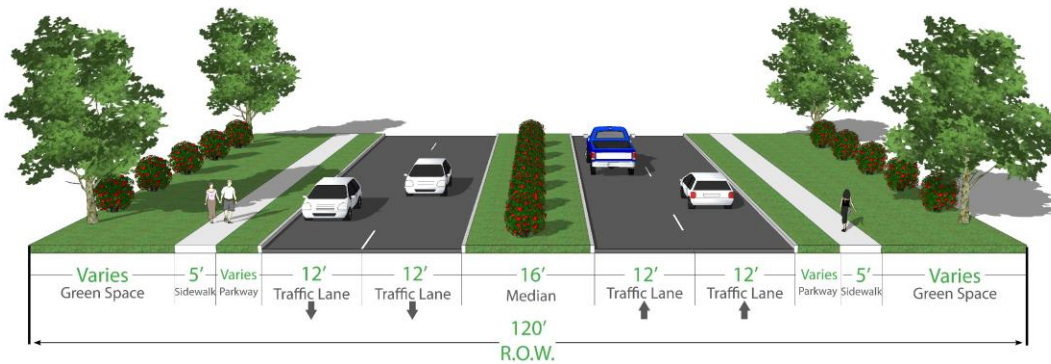 Varies
Green Space
5’
Sidewalk
Varies
Parkway
12’
Traffic Lane
12’
Traffic Lane
16’
Median
12’
Traffic Lane
12’
Traffic Lane
Varies
Parkway
5’
Sidewalk
Varies
Green Space
120’
R.O.W.